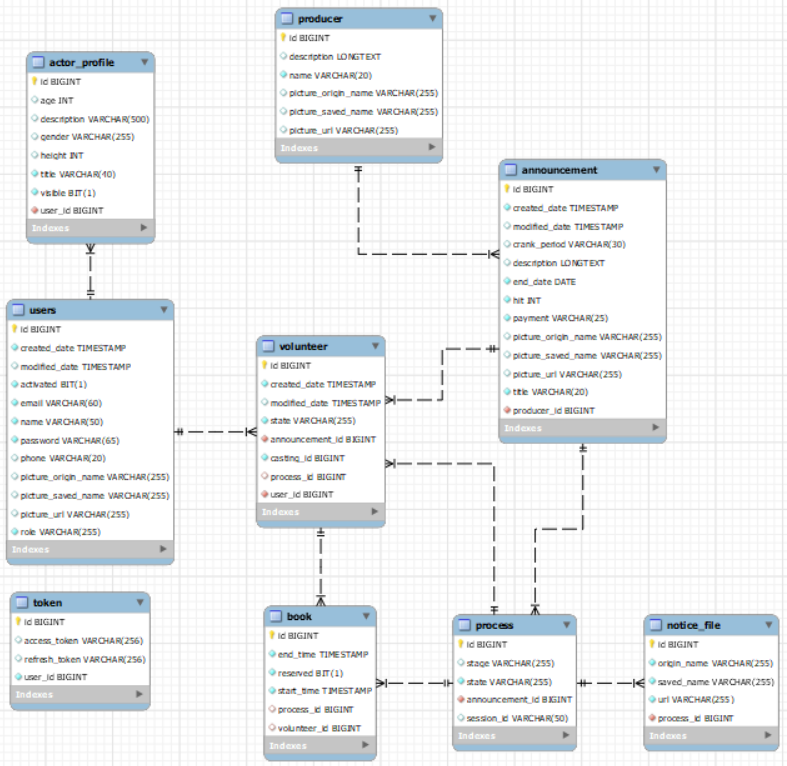 producer
id BIGINT
description LONGTEXT
name VARCHAR(20)
picture_origin_name VARCHAR(255)
picture_saved_name VARCHAR(255)
picture_url VARCHAR(255)
Indexes
actor_profile
id BIGINT
age INT
description VARCHAR(500)
gender VARCHAR(255)
height INT
title VARCHAR(40)
visible BIT(1)
user_id BIGINT
Indexes
announcement
id BIGINT
created_date TIMESTAMP
modified_date TIMESTAMP
crank_period VARCHAR(30)
description LONGTEXT
end_date DATE
hit INT
payment VARCHAR(25)
picture_origin_name VARCHAR(255)
picture_saved_name VARCHAR(255)
picture_url VARCHAR(255)
title VARCHAR(20)
producer_id BIGINT
Indexes
users
id BIGINT
created_date TIMESTAMP
modified_date TIMESTAMP
activated BIT(1)
email VARCHAR(60)
name VARCHAR(50)
password VARCHAR(65)
phone VARCHAR(20)
picture_origin_name VARCHAR(255)
picture_saved_name VARCHAR(255)
picture_url VARCHAR(255)
role VARCHAR(255)
Indexes
volunteer
id BIGINT
created_date TIMESTAMP
modified_date TIMESTAMP
state VARCHAR(255)
announcement_id BIGINT
casting_id BIGINT
process_id BIGINT
user_id BIGINT
Indexes
token
id BIGINT
access_token VARCHAR(256)
refresh_token VARCHAR(256)
user_id BIGINT
Indexes
book
id BIGINT
end_time TIMESTAMP
reserved BIT(1)
start_time TIMESTAMP
process_id BIGINT
volunteer_id BIGINT
Indexes
process
id BIGINT
stage VARCHAR(255)
state VARCHAR(255)
announcement_id BIGINT
session_id VARCHAR(50)
Indexes
notice_file
id BIGINT
origin_name VARCHAR(255)
saved_name VARCHAR(255)
url VARCHAR(255)
process_id BIGINT
Indexes